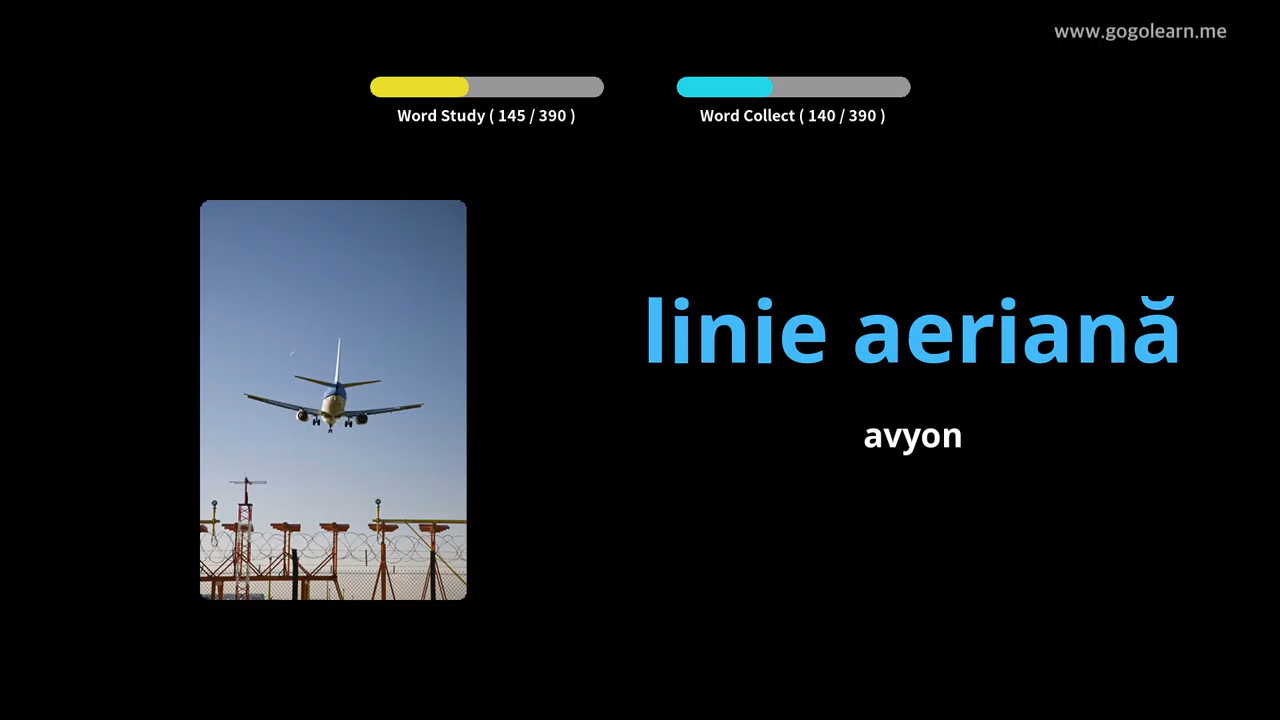 www.gogolearn.me
Word Study ( 145 / 390 )
Word Collect ( 140 / 390 )
linie aeriană
avyon